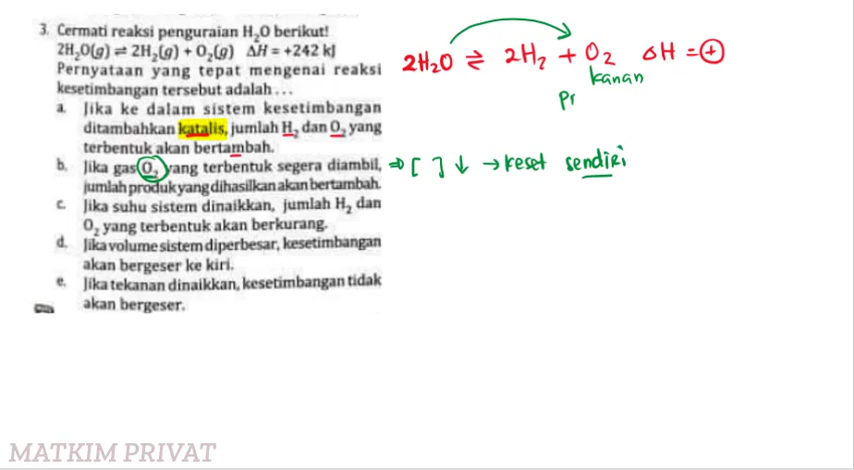 3. Cermati reaksi penguraian H₂O berikut!
2H₂O(g) ⇌ 2H₂(g) + O₂(g) ΔH = +242 kJ
Pernyataan yang tepat mengenai reaksi
kesetimbangan tersebut adalah . . .
a. Jika ke dalam sistem kesetimbangan
ditambahkan katalis, jumlah H₂ dan O₂ yang
terbentuk akan bertambah.
b. Jika gas O₂ yang terbentuk segera diambil,
jumlah produk yang dihasilkan akan bertambah.
c. Jika suhu sistem dinaikkan, jumlah H₂ dan
O₂ yang terbentuk akan berkurang.
d. Jika volume sistem diperbesar, kesetimbangan
akan bergeser ke kiri.
e. Jika tekanan dinaikkan, kesetimbangan tidak
akan bergeser.
2H₂O ⇌ 2H₂ + O₂ ΔH = +
kanan
Pr
⇒ [ ] ↓ → keset sendiri
MATKIM PRIVAT